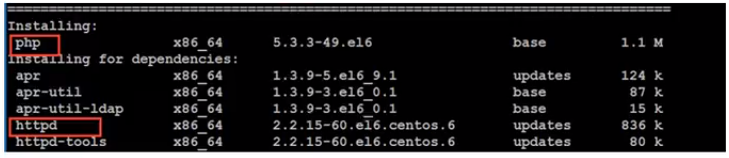 ================================================================================
Installing:
php x86_64 5.3.3-49.el6 base 1.1 M
Installing for dependencies:
apr x86_64 1.3.9-5.el6_9.1 updates 124 k
apr-util x86_64 1.3.9-3.el6_0.1 base 87 k
apr-util-ldap x86_64 1.3.9-3.el6_0.1 base 15 k
httpd x86_64 2.2.15-60.el6.centos.6 updates 836 k
httpd-tools x86_64 2.2.15-60.el6.centos.6 updates 80 k